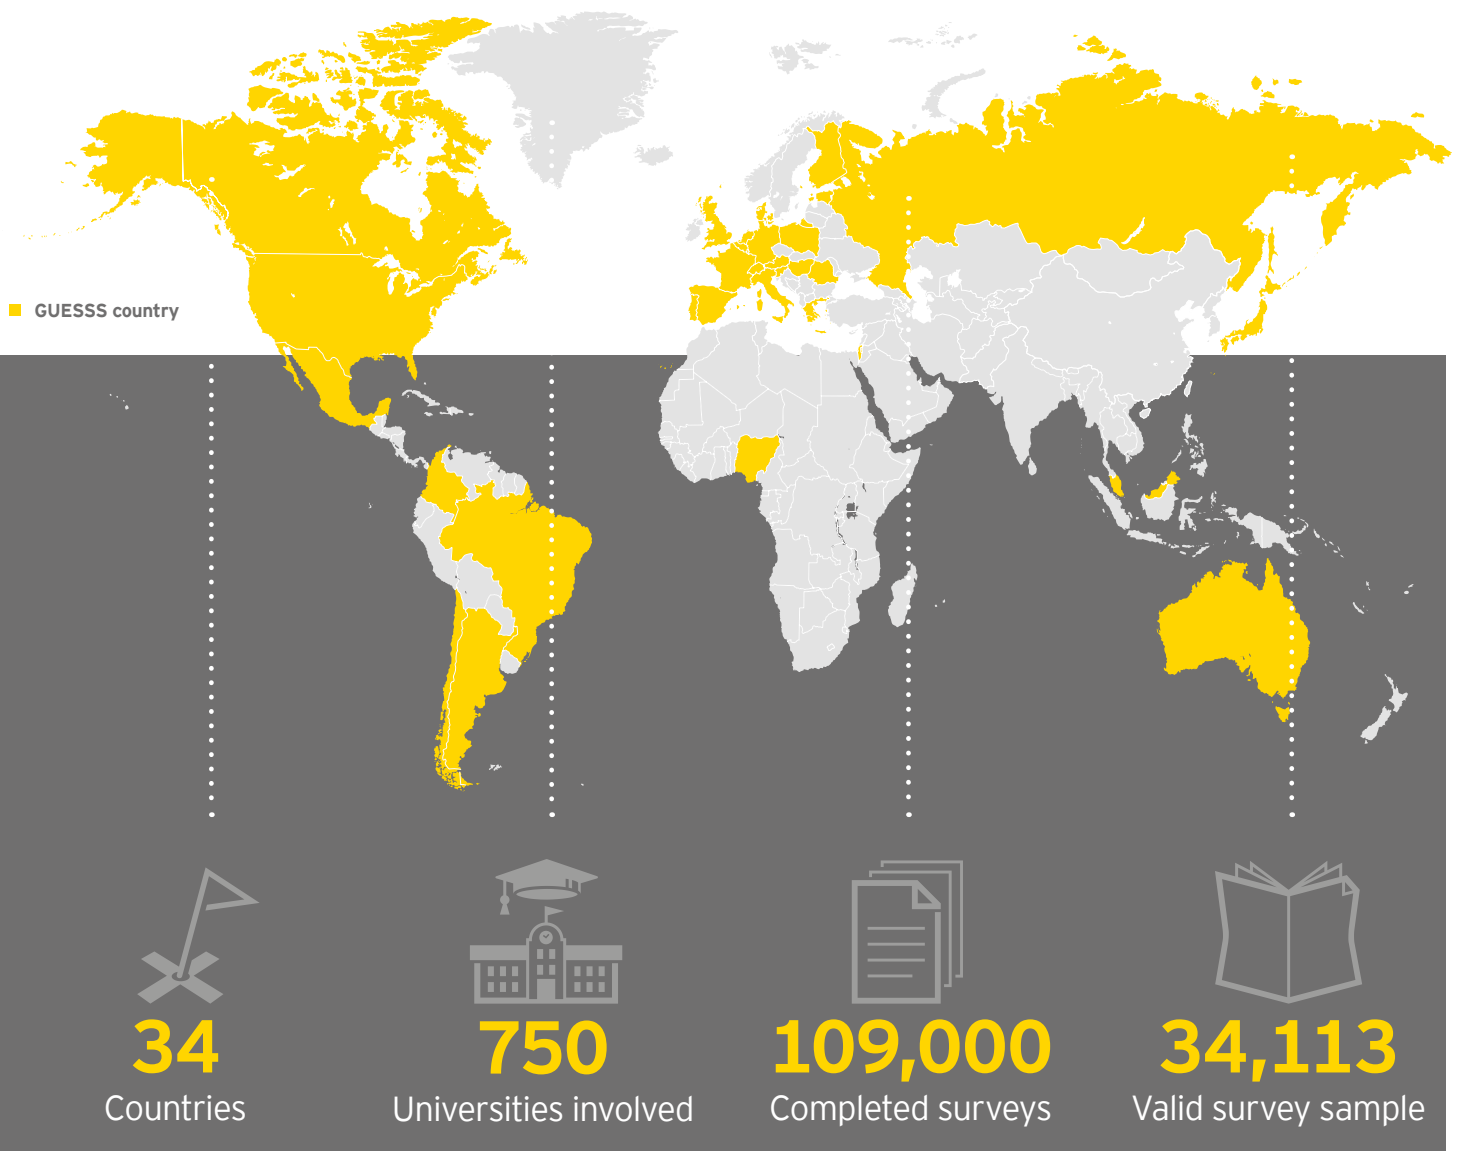 GUESSS country
34
Countries
750
Universities involved
109,000
Completed surveys
34,113
Valid survey sample